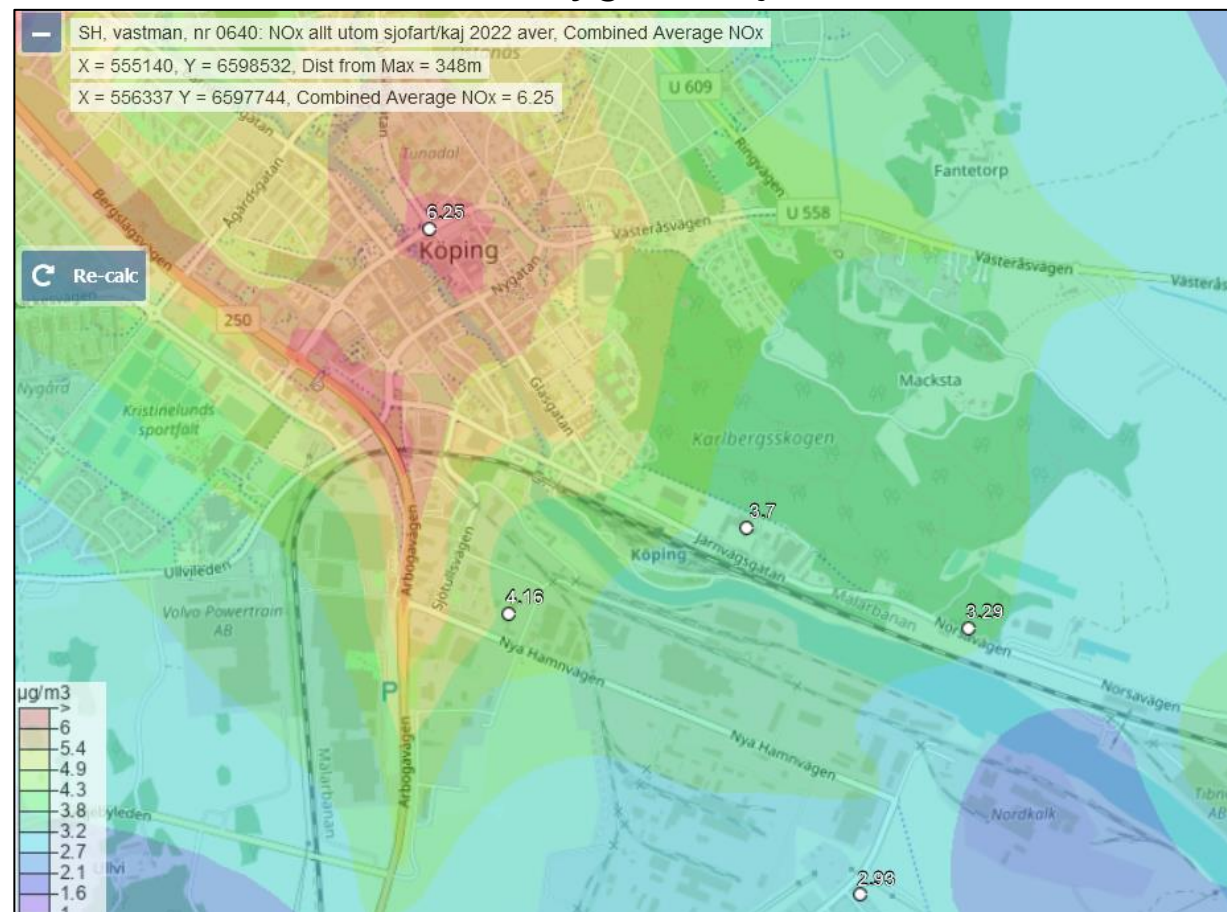 SH, vastman, nr 0640: NOx allt utom sjofart/kaj 2022 aver, Combined Average NOx
X = 555140, Y = 6598532, Dist from Max = 348m
X = 556337 Y = 6597744, Combined Average NOx = 6.25
U 609
Tunadal
Ringvägen
Fantetorp
Ågårdsgatan
Bergslagsvägen
6.25
Köping
U 558
Västeråsvägen
Västeråsvägen
Re-calc
Nygatan
250
Nygård
Kristinelunds
sportfält
Glasgatan
Macksta
Karlbergsskogen
3.7
Köping
Järnvägsgatan
Mälarbanan
Ullvileden
Arbogavägen
Sjötullsvägen
Volvo Powertrain
AB
4.16
3.29
Norsavägen
Nya Hamnvägen
Norsavägen
P
Nya Hamnvägen
Mälarbanan
Arbogavägen
Nordkalk
Ullvi
2.93
µg/m3
>
6
5.4
4.9
4.3
3.8
3.2
2.7
2.1
1.6